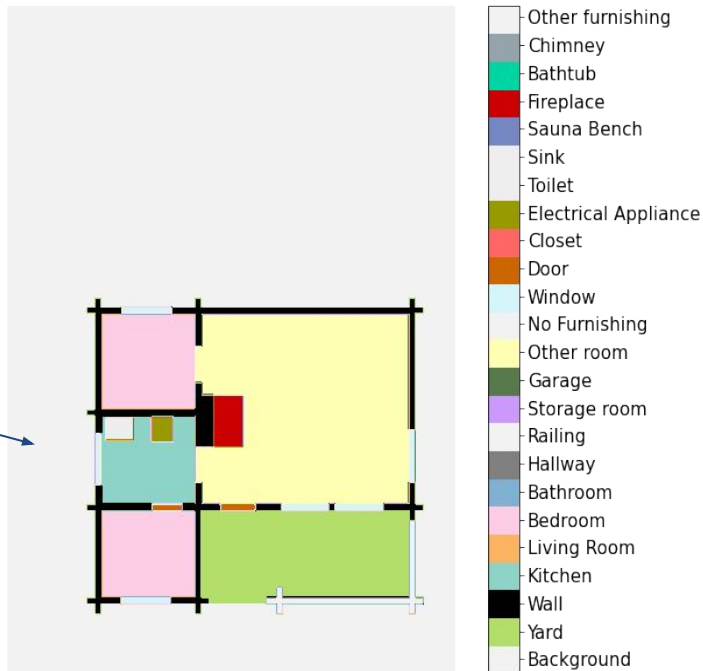 Other furnishing
Chimney
Bathtub
Fireplace
Sauna Bench
Sink
Toilet
Electrical Appliance
Closet
Door
Window
No Furnishing
Other room
Garage
Storage room
Railing
Hallway
Bathroom
Bedroom
Living Room
Kitchen
Wall
Yard
Background